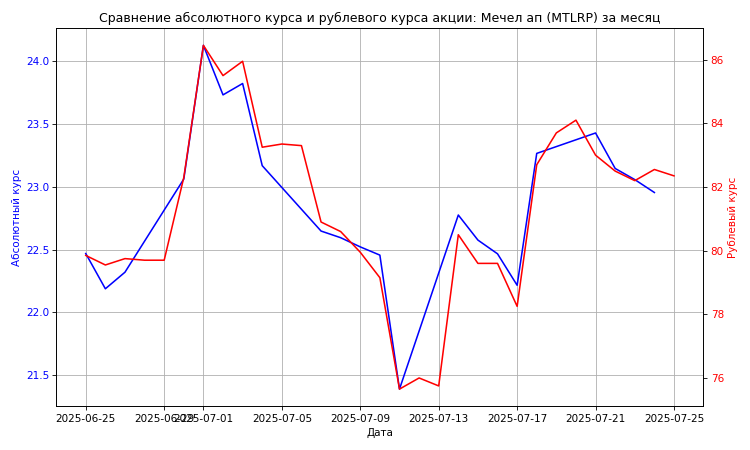 Сравнение абсолютного курса и рублевого курса акции: Мечел ап (MTLRP) за месяц
24.0
23.5
23.0
22.5
22.0
21.5
Абсолютный курс
86
84
82
80
78
76
Рублевый курс
2025-06-25 2025-06-29 2025-07-01 2025-07-05 2025-07-09 2025-07-13 2025-07-17 2025-07-21 2025-07-25
Дата